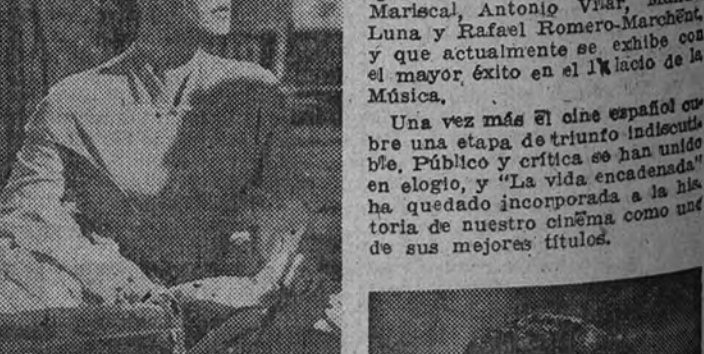 Mariscal, Antonio Vilar,
Luna y Rafael Romero-Marchent,
y que actualmente se exhibe con
el mayor éxito en el lacio de la
Música.
Una vez más el cine español cu-
bre una etapa de triunfo indiscuti-
ble. Público y crítica se han unido
en elogio, y "La vida encadenada"
ha quedado incorporada a la his
toria de nuestro cinema como una
de sus mejores títulos.